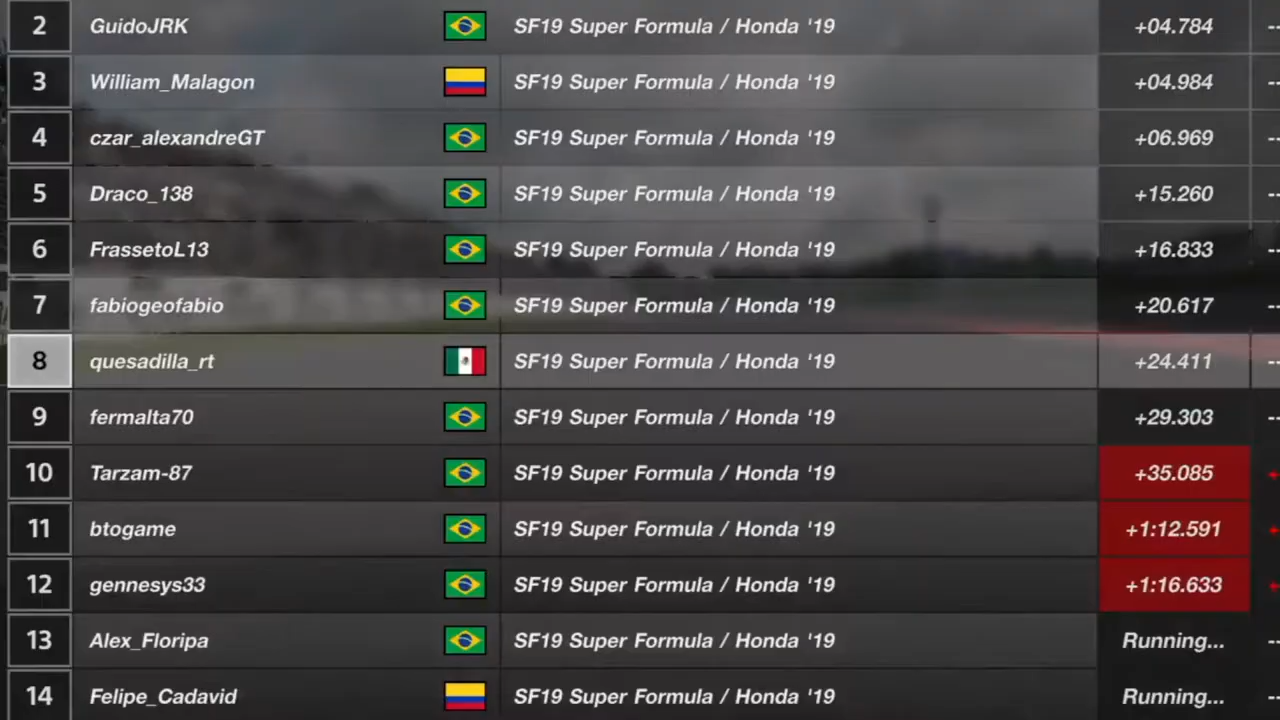 2 GuidoJRK SF19 Super Formula / Honda '19 +04.784 --
3 William_Malagon SF19 Super Formula / Honda '19 +04.984 --
4 czar_alexandreGT SF19 Super Formula / Honda '19 +06.969 --
5 Draco_138 SF19 Super Formula / Honda '19 +15.260 --
6 FrassetoL13 SF19 Super Formula / Honda '19 +16.833 --
7 fabiogeofabio SF19 Super Formula / Honda '19 +20.617 --
8 quesadilla_rt SF19 Super Formula / Honda '19 +24.411 --
9 fermalta70 SF19 Super Formula / Honda '19 +29.303 --
10 Tarzam-87 SF19 Super Formula / Honda '19 +35.085
11 btogame SF19 Super Formula / Honda '19 +1:12.591
12 gennesys33 SF19 Super Formula / Honda '19 +1:16.633
13 Alex_Floripa SF19 Super Formula / Honda '19 Running... --
14 Felipe_Cadavid SF19 Super Formula / Honda '19 Running... --